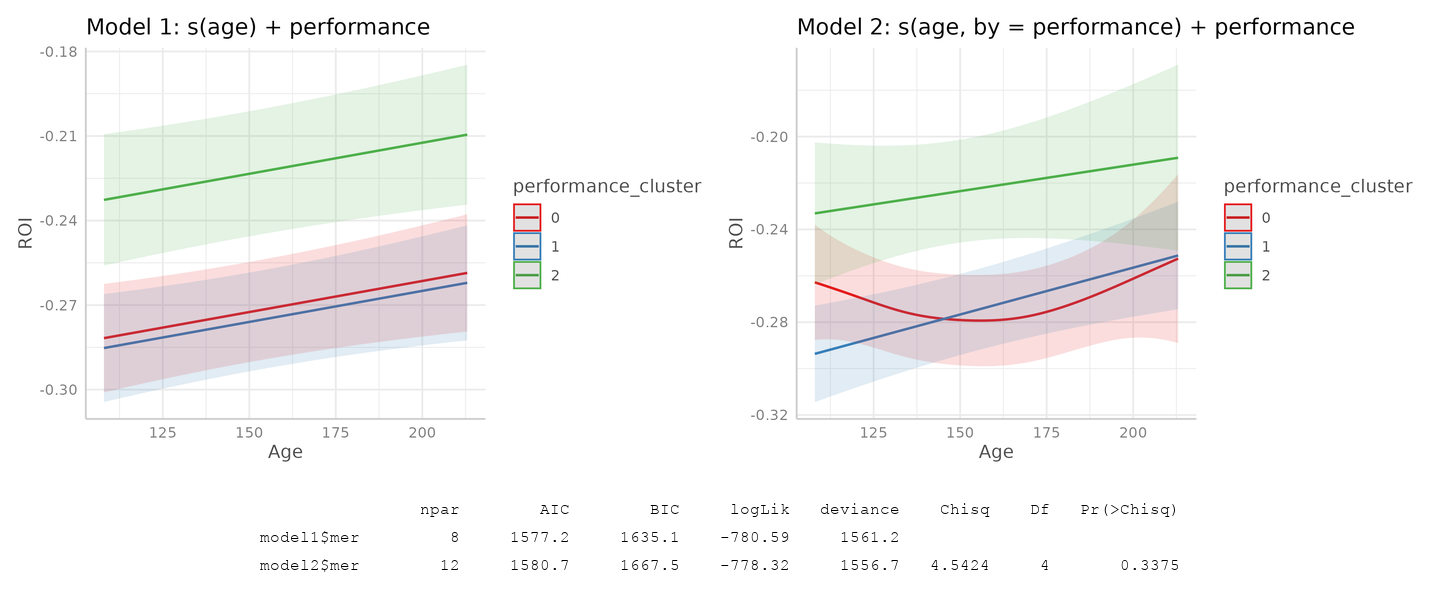 Model 1: s(age) + performance
-0.18
-0.21
-0.24
-0.27
-0.30
ROI
125 150 175 200
Age
performance_cluster
0
1
2
Model 2: s(age, by = performance) + performance
-0.20
-0.24
-0.28
-0.32
ROI
125 150 175 200
Age
performance_cluster
0
1
2
npar AIC BIC logLik deviance Chisq Df Pr(>Chisq)
model1$mer 8 1577.2 1635.1 -780.59 1561.2
model2$mer 12 1580.7 1667.5 -778.32 1556.7 4.5424 4 0.3375